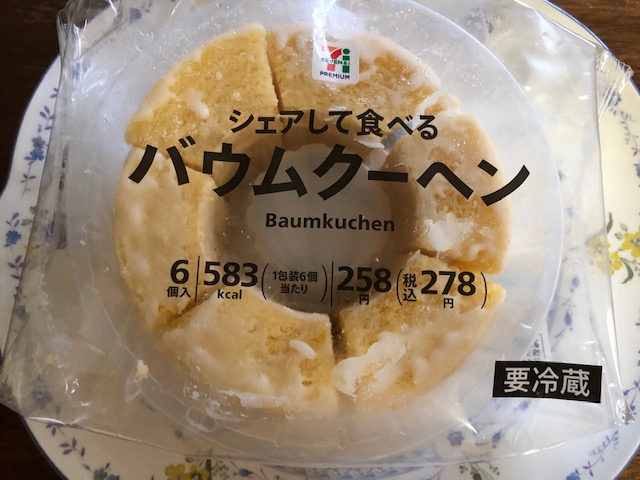 SEVEN&i
PREMIUM
シェアして食べる
バウムクーヘン
Baumkuchen
6個入 583kcal (1包装6個当たり) 258円 (税込278円)
要冷蔵